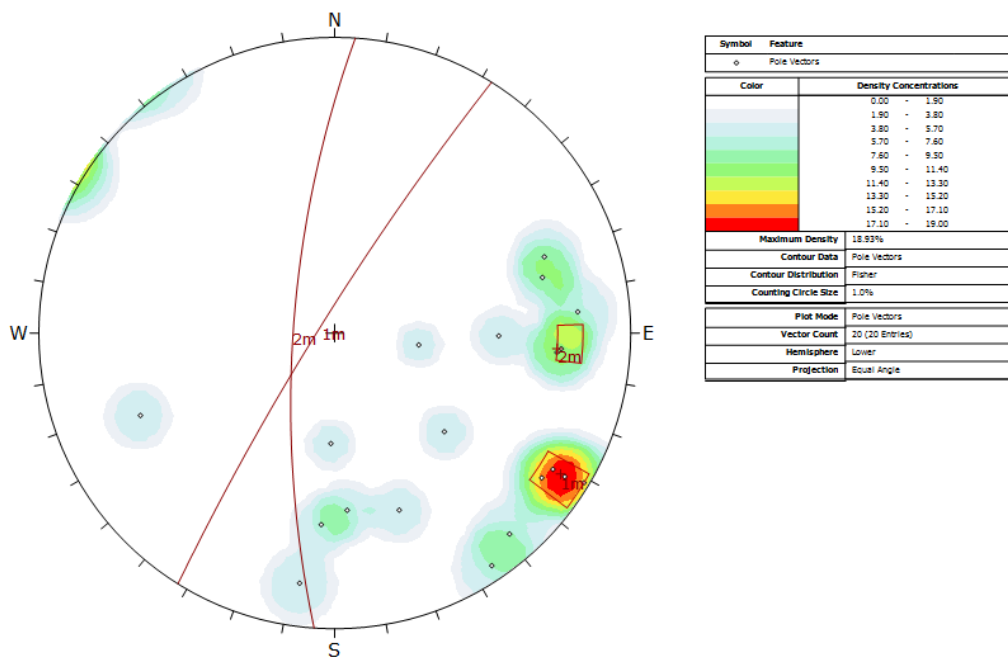 N
W
E
S
2m
1m
2m
1m
Symbol Feature
Pole Vectors
Color Density Concentrations
0.00 - 1.90
1.90 - 3.80
3.80 - 5.70
5.70 - 7.60
7.60 - 9.50
9.50 - 11.40
11.40 - 13.30
13.30 - 15.20
15.20 - 17.10
17.10 - 19.00
Maximum Density 18.93%
Contour Data Pole Vectors
Contour Distribution Fisher
Counting Circle Size 1.0%
Plot Mode Pole Vectors
Vector Count 20 (20 Entries)
Hemisphere Lower
Projection Equal Angle